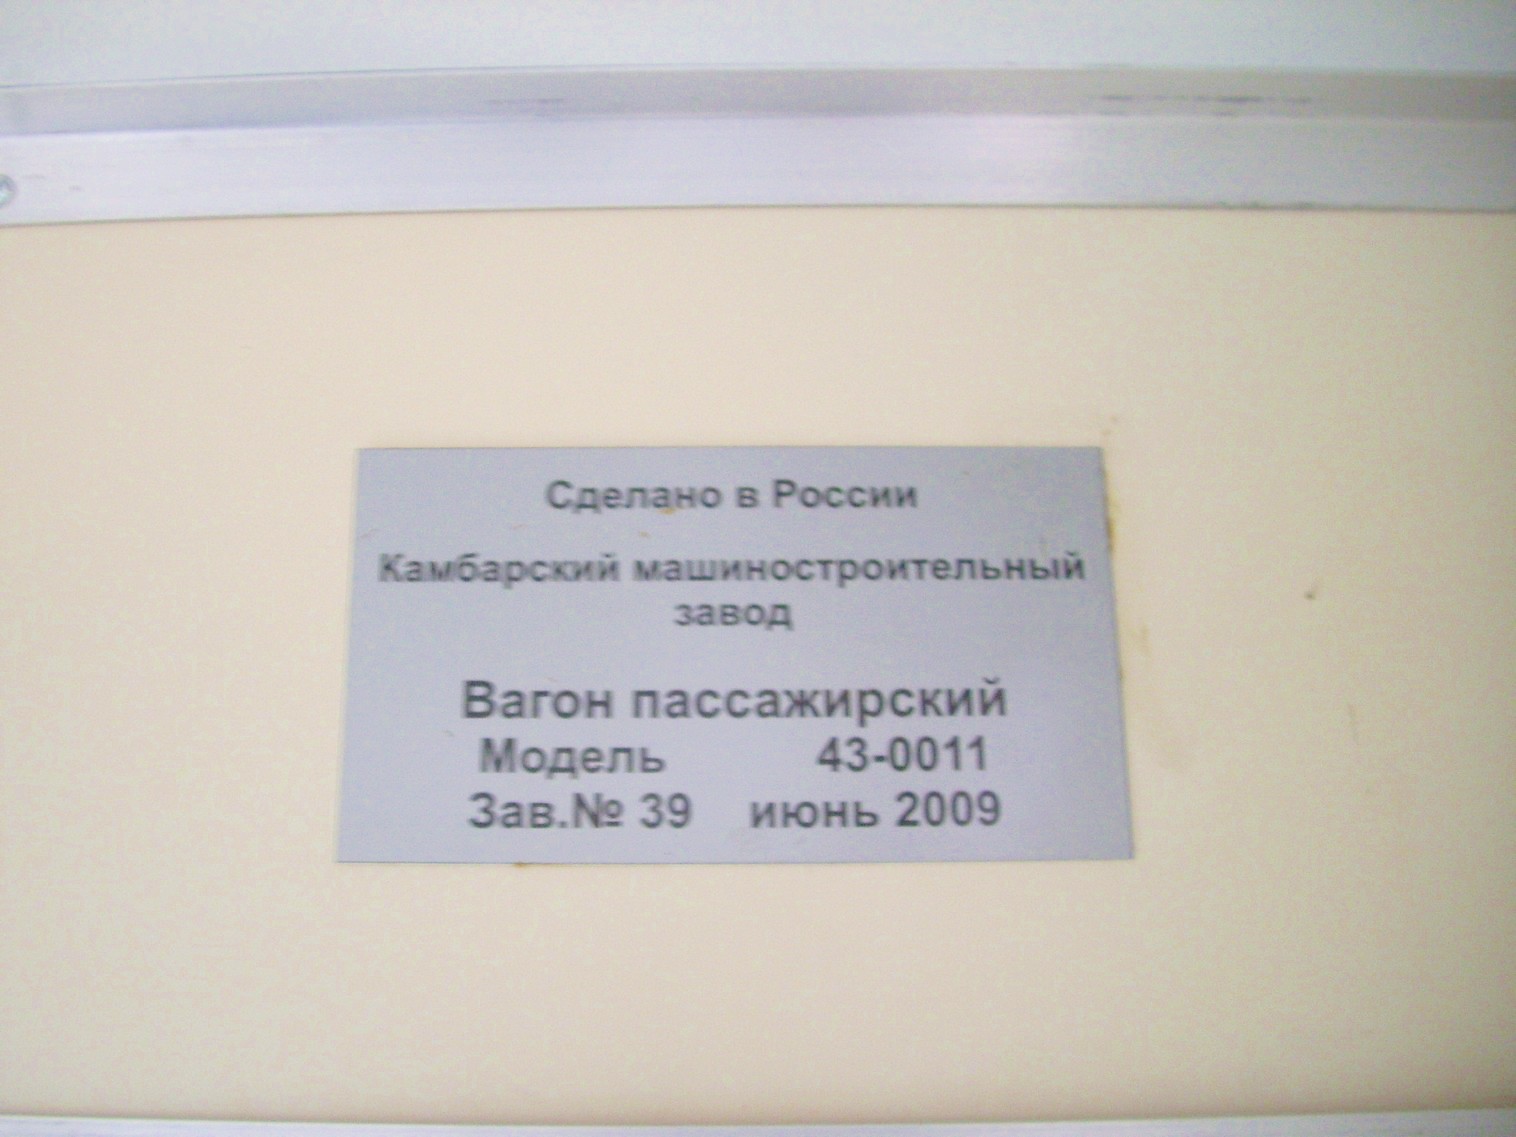 Сделано в России
Камбарский машиностроительный
завод
Вагон пассажирский
Модель 43-0011
Зав.№ 39 июнь 2009